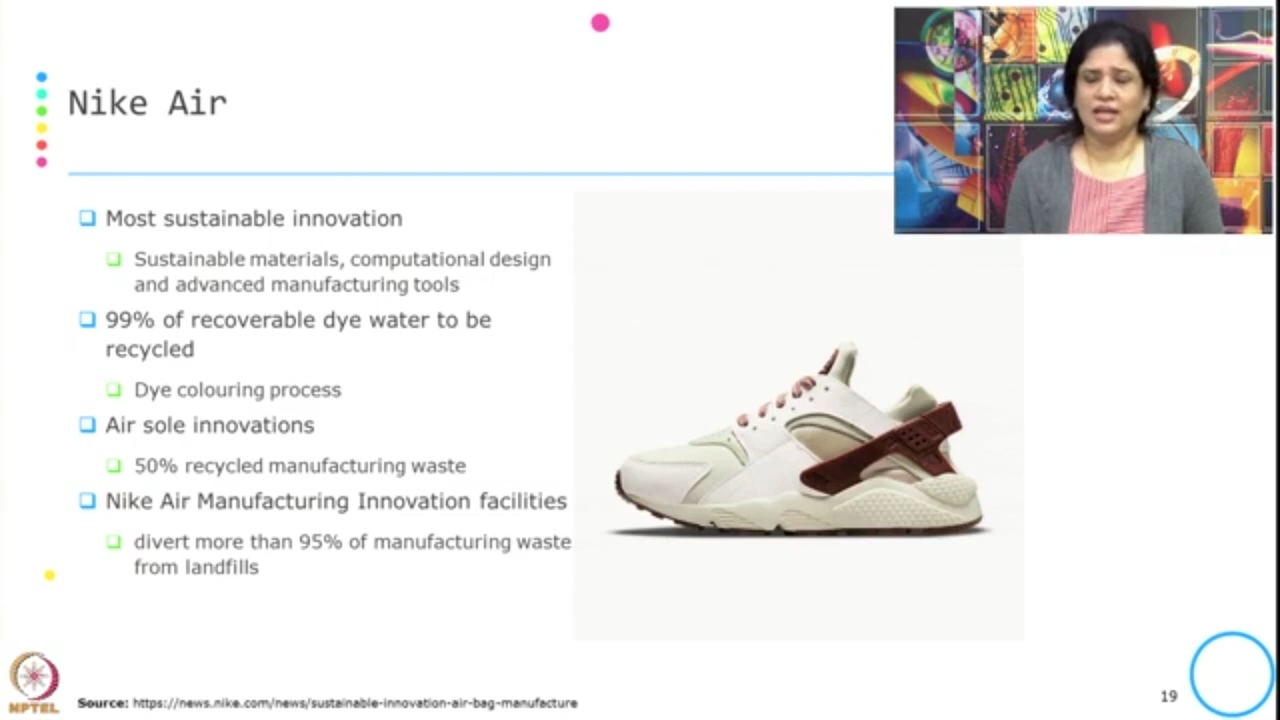 Nike Air
Most sustainable innovation
Sustainable materials, computational design
and advanced manufacturing tools
99% of recoverable dye water to be
recycled
Dye colouring process
Air sole innovations
50% recycled manufacturing waste
Nike Air Manufacturing Innovation facilities
divert more than 95% of manufacturing waste
from landfills
NPTEL
Source: https://news.nike.com/news/sustainable-innovation-air-bag-manufacture
19